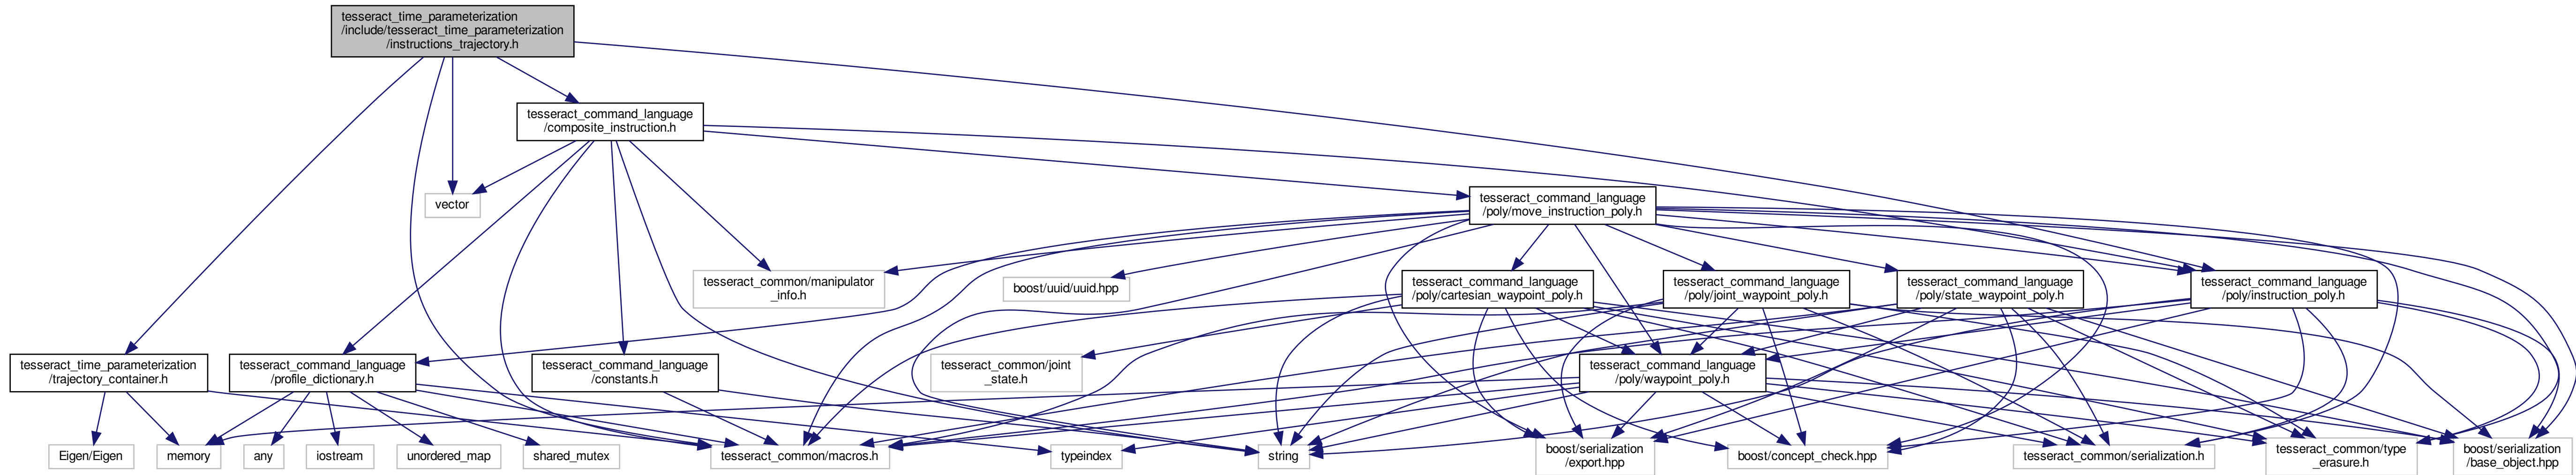 tesseract_time_parameterization
/include/tesseract_time_parameterization
/instructions_trajectory.h
tesseract_command_language
/composite_instruction.h
vector
tesseract_command_language
/poly/move_instruction_poly.h
tesseract_common/manipulator
_info.h
boost/uuid/uuid.hpp
tesseract_command_language
/poly/cartesian_waypoint_poly.h
tesseract_command_language
/poly/joint_waypoint_poly.h
tesseract_command_language
/poly/state_waypoint_poly.h
tesseract_command_language
/poly/instruction_poly.h
tesseract_time_parameterization
/trajectory_container.h
tesseract_command_language
/profile_dictionary.h
tesseract_command_language
/constants.h
tesseract_common/joint
_state.h
tesseract_command_language
/poly/waypoint_poly.h
Eigen/Eigen
memory
any
iostream
unordered_map
shared_mutex
tesseract_common/macros.h
typeindex
string
boost/serialization
/export.hpp
boost/concept_check.hpp
tesseract_common/serialization.h
tesseract_common/type
_erasure.h
boost/serialization
/base_object.hpp